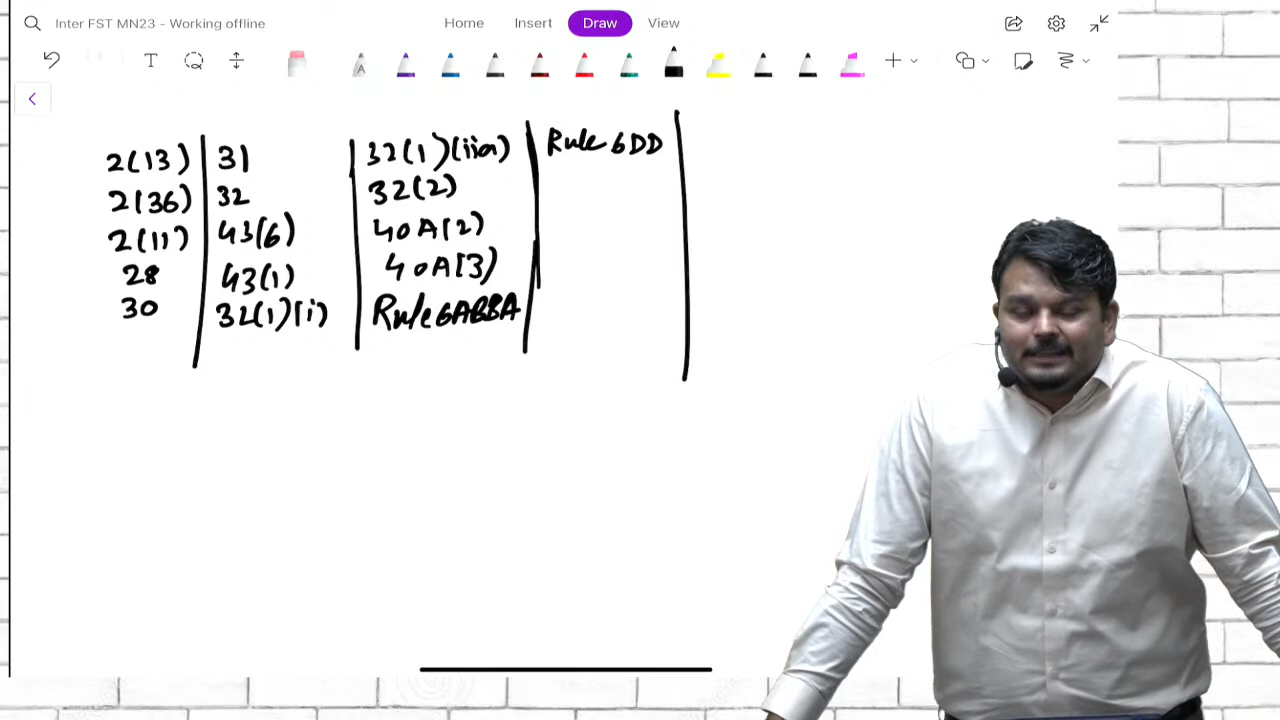 Inter FST MN23 - Working offline
Home Insert Draw View
T
A
2(13)
2(36)
2(11)
28
30
31
32
43(6)
43(1)
32(1)(i)
32(1)(iia)
32(2)
40A(2)
40A(3)
Rule 6ABBA
Rule 6DD